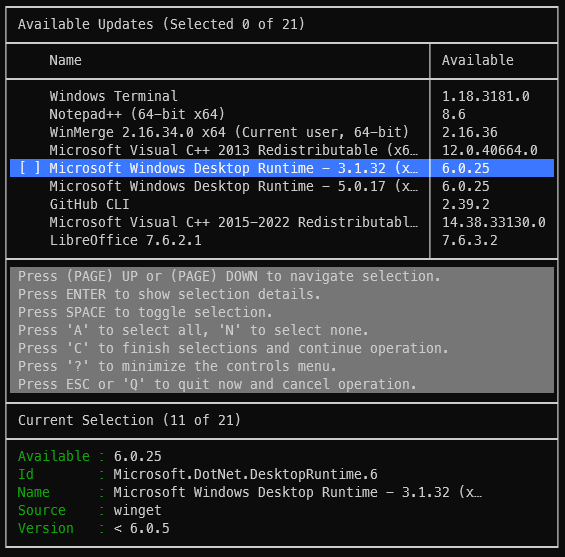 Available Updates (Selected 0 of 21)
Name Available
Windows Terminal 1.18.3181.0
Notepad++ (64-bit x64) 8.6
WinMerge 2.16.34.0 x64 (Current user, 64-bit) 2.16.36
Microsoft Visual C++ 2013 Redistributable (x6… 12.0.40664.0
[ ] Microsoft Windows Desktop Runtime - 3.1.32 (x… 6.0.25
Microsoft Windows Desktop Runtime - 5.0.17 (x… 6.0.25
GitHub CLI 2.39.2
Microsoft Visual C++ 2015-2022 Redistributabl… 14.38.33130.0
LibreOffice 7.6.2.1 7.6.3.2
Press (PAGE) UP or (PAGE) DOWN to navigate selection.
Press ENTER to show selection details.
Press SPACE to toggle selection.
Press 'A' to select all, 'N' to select none.
Press 'C' to finish selections and continue operation.
Press '?' to minimize the controls menu.
Press ESC or 'Q' to quit now and cancel operation.
Current Selection (11 of 21)
Available : 6.0.25
Id : Microsoft.DotNet.DesktopRuntime.6
Name : Microsoft Windows Desktop Runtime - 3.1.32 (x…
Source : winget
Version : < 6.0.5